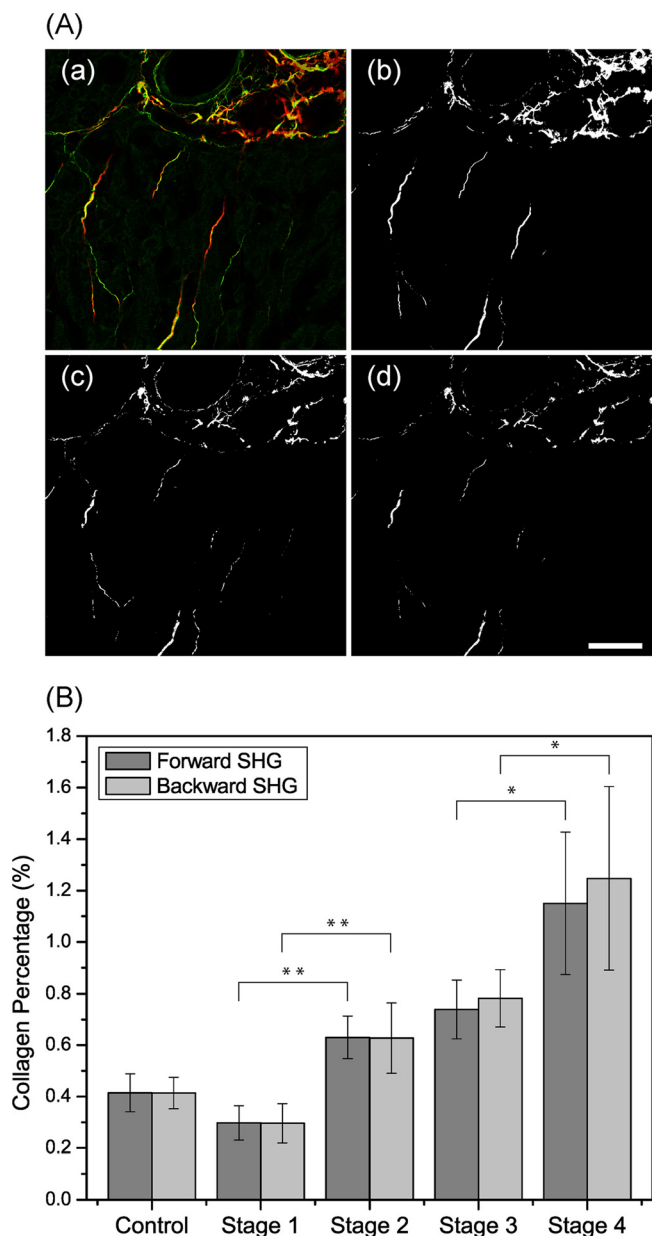 (A)
(a) (b)
(c) (d)
(B)
Collagen Percentage (%)
1.8
1.6
1.4
1.2
1.0
0.8
0.6
0.4
0.2
0.0
Forward SHG
Backward SHG
*
*
**
**
Control Stage 1 Stage 2 Stage 3 Stage 4